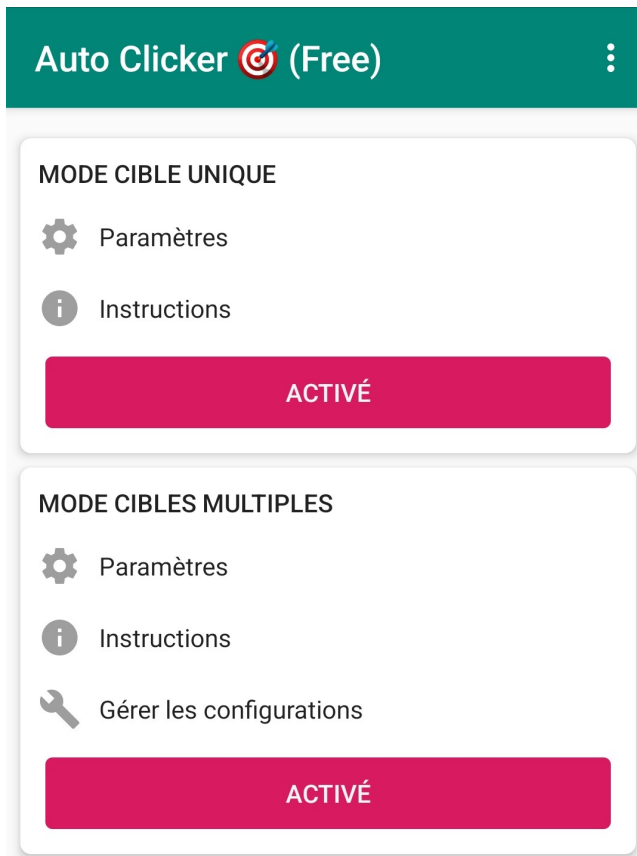 Auto Clicker 🎯 (Free)
MODE CIBLE UNIQUE
Paramètres
Instructions
ACTIVÉ
MODE CIBLES MULTIPLES
Paramètres
Instructions
Gérer les configurations
ACTIVÉ